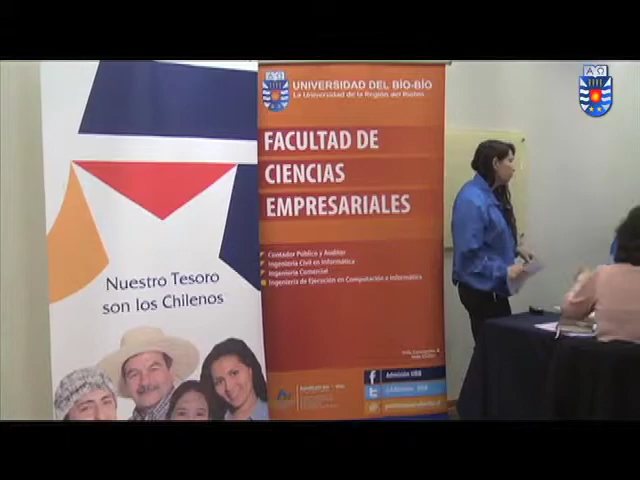 Nuestro Tesoro
son los Chilenos
UNIVERSIDAD DEL BÍO-BÍO
La Universidad de la Región del Biobío
FACULTAD DE
CIENCIAS
EMPRESARIALES
Contador Público y Auditor
Ingeniería Civil en Informática
Ingeniería Comercial
Ingeniería de Ejecución en Computación e Informática
Admisión UBB